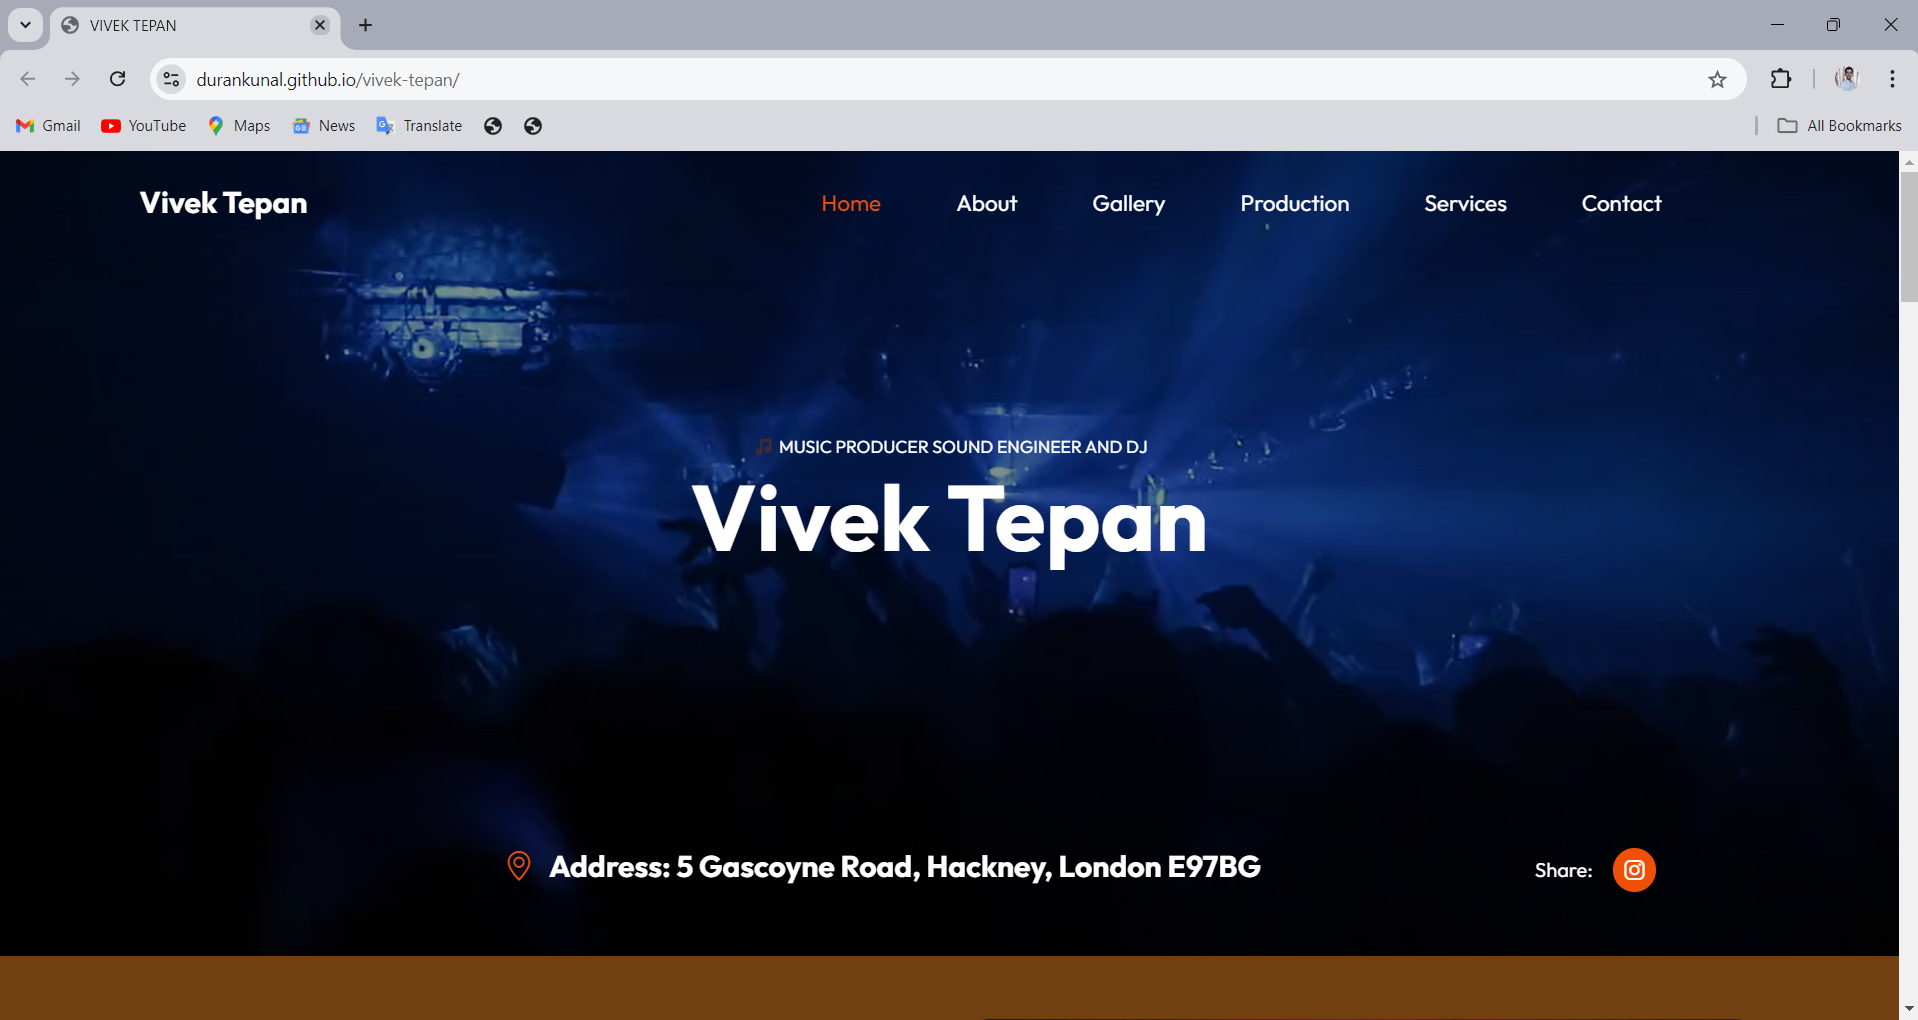 VIVEK TEPAN
durankunal.github.io/vivek-tepan/
Gmail YouTube Maps News Translate All Bookmarks
Vivek Tepan Home About Gallery Production Services Contact
MUSIC PRODUCER SOUND ENGINEER AND DJ
Vivek Tepan
Address: 5 Gascoyne Road, Hackney, London E97BG Share: